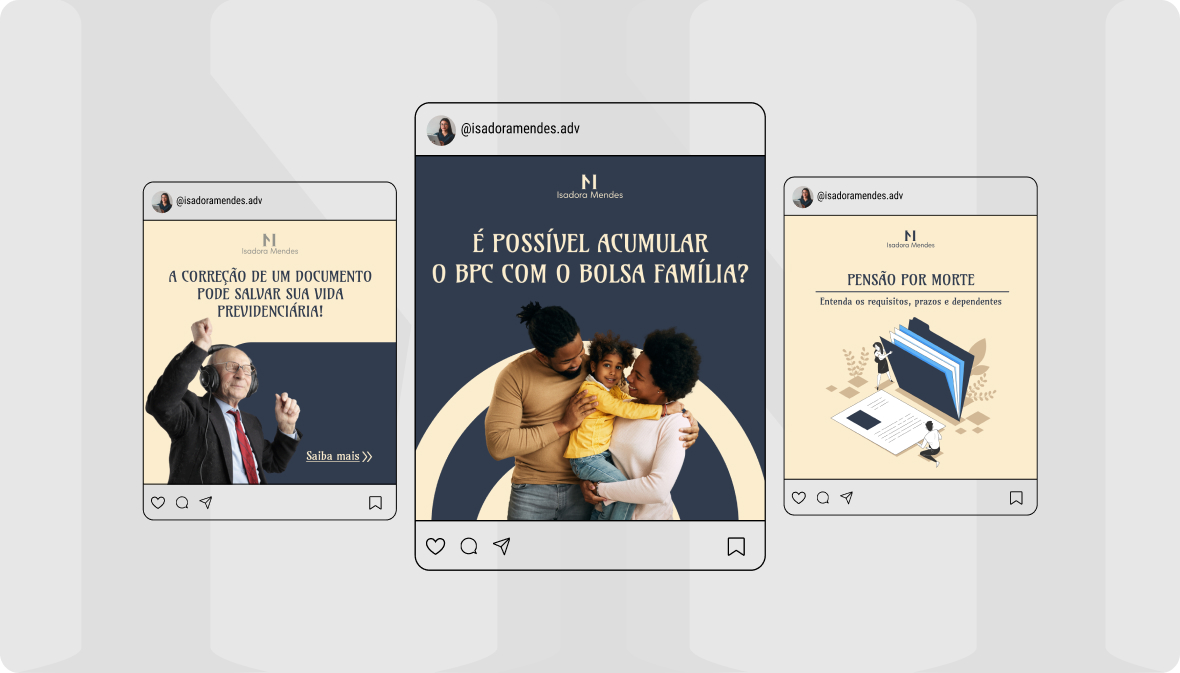 @isadoramendes.adv
Isadora Mendes
A CORREÇÃO DE UM DOCUMENTO
PODE SALVAR SUA VIDA
PREVIDENCIÁRIA!
Saiba mais
@isadoramendes.adv
Isadora Mendes
É POSSÍVEL ACUMULAR
O BPC COM O BOLSA FAMÍLIA?
@isadoramendes.adv
Isadora Mendes
PENSÃO POR MORTE
Entenda os requisitos, prazos e dependentes